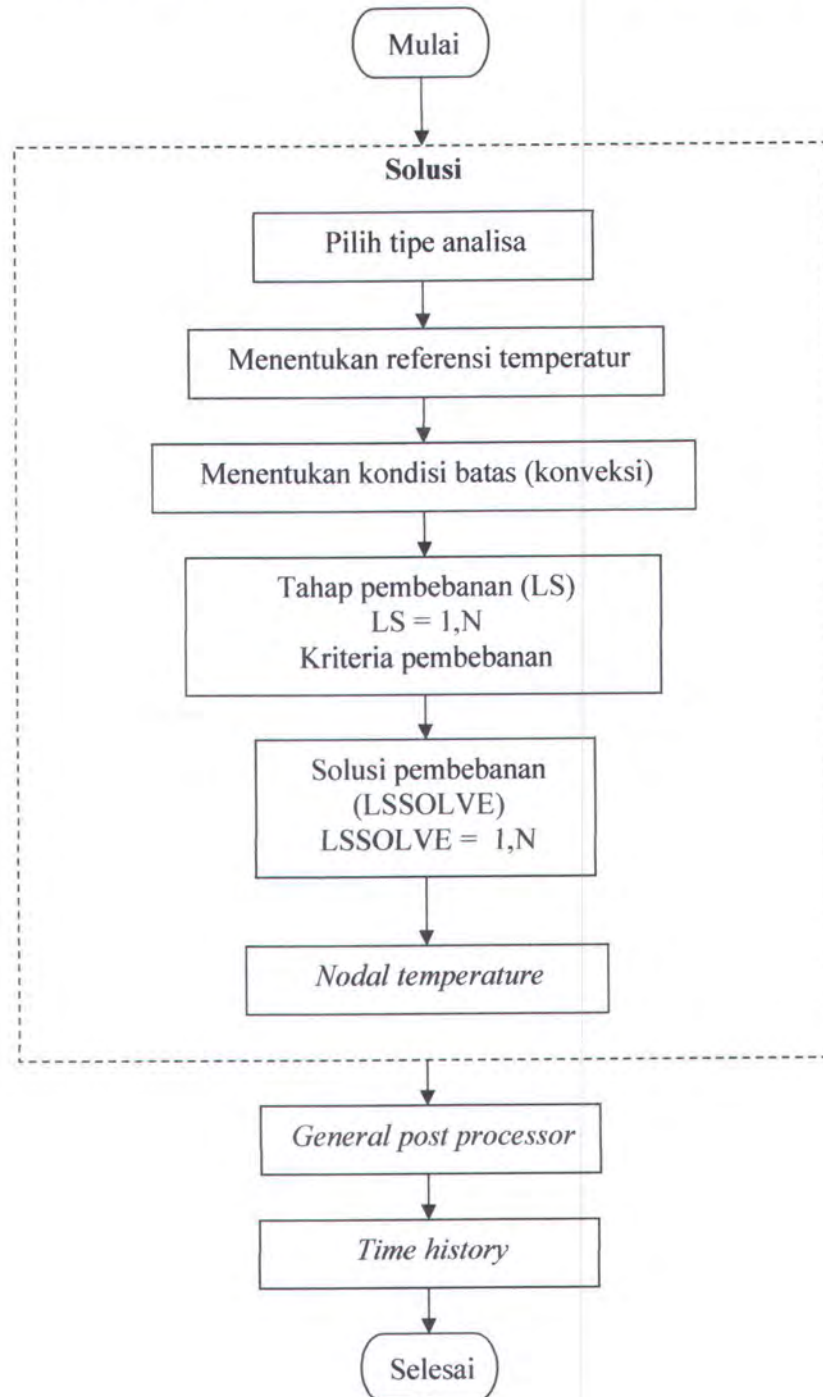 Mulai
Solusi
Pilih tipe analisa
Menentukan referensi temperatur
Menentukan kondisi batas (konveksi)
Tahap pembebanan (LS)
LS = 1,N
Kriteria pembebanan
Solusi pembebanan
(LSSOLVE)
LSSOLVE = 1,N
Nodal temperature
General post processor
Time history
Selesai